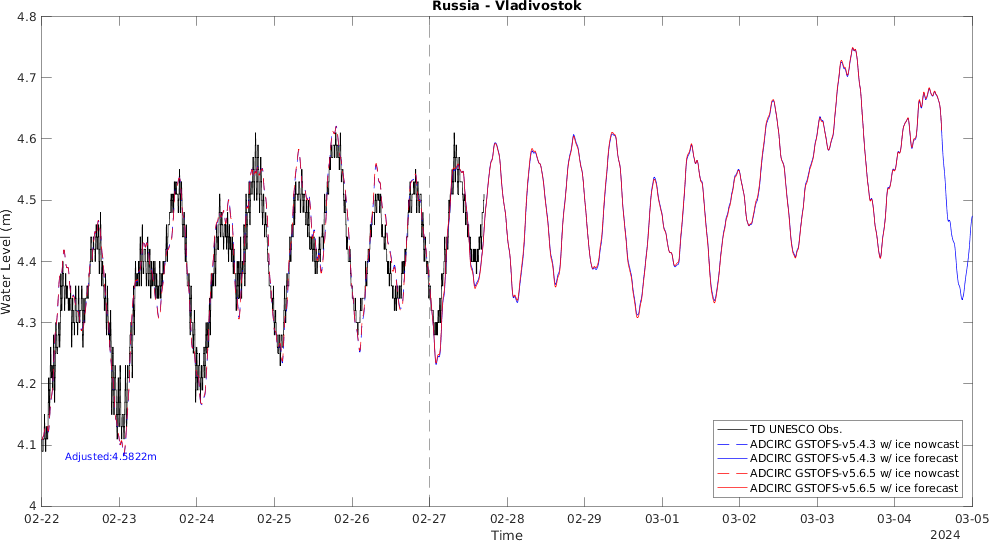 Russia - Vladivostok
4.8
4.7
4.6
4.5
4.4
4.3
4.2
4.1
4
Water Level (m)
Adjusted:4.5822m
TD UNESCO Obs.
ADCIRC GSTOFS-v5.4.3 w/ ice nowcast
ADCIRC GSTOFS-v5.4.3 w/ ice forecast
ADCIRC GSTOFS-v5.6.5 w/ ice nowcast
ADCIRC GSTOFS-v5.6.5 w/ ice forecast
02-22 02-23 02-24 02-25 02-26 02-27 02-28 02-29 03-01 03-02 03-03 03-04 03-05
Time
2024